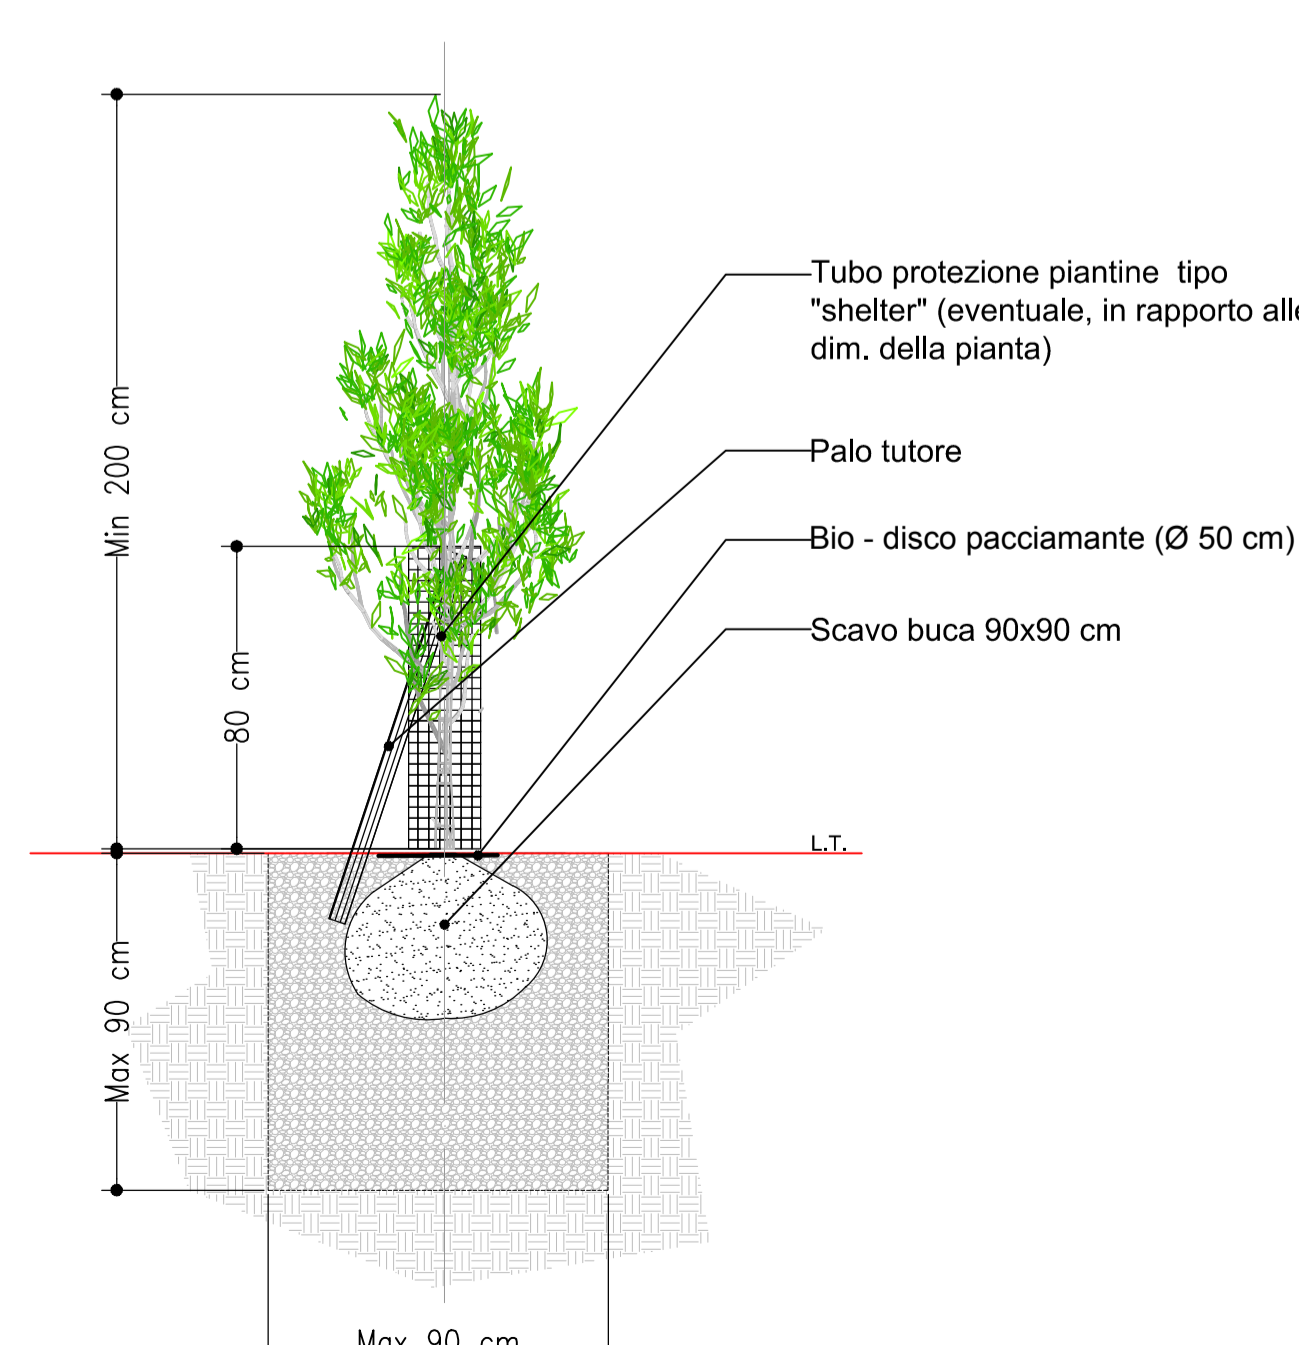 Tubo protezione piantine tipo
"shelter" (eventuale, in rapporto alle
dim. della pianta)
Palo tutore
Bio - disco pacciamante (Ø 50 cm)
Scavo buca 90x90 cm
L.T.
Min 200 cm
80 cm
Max 90 cm
Max 90 cm